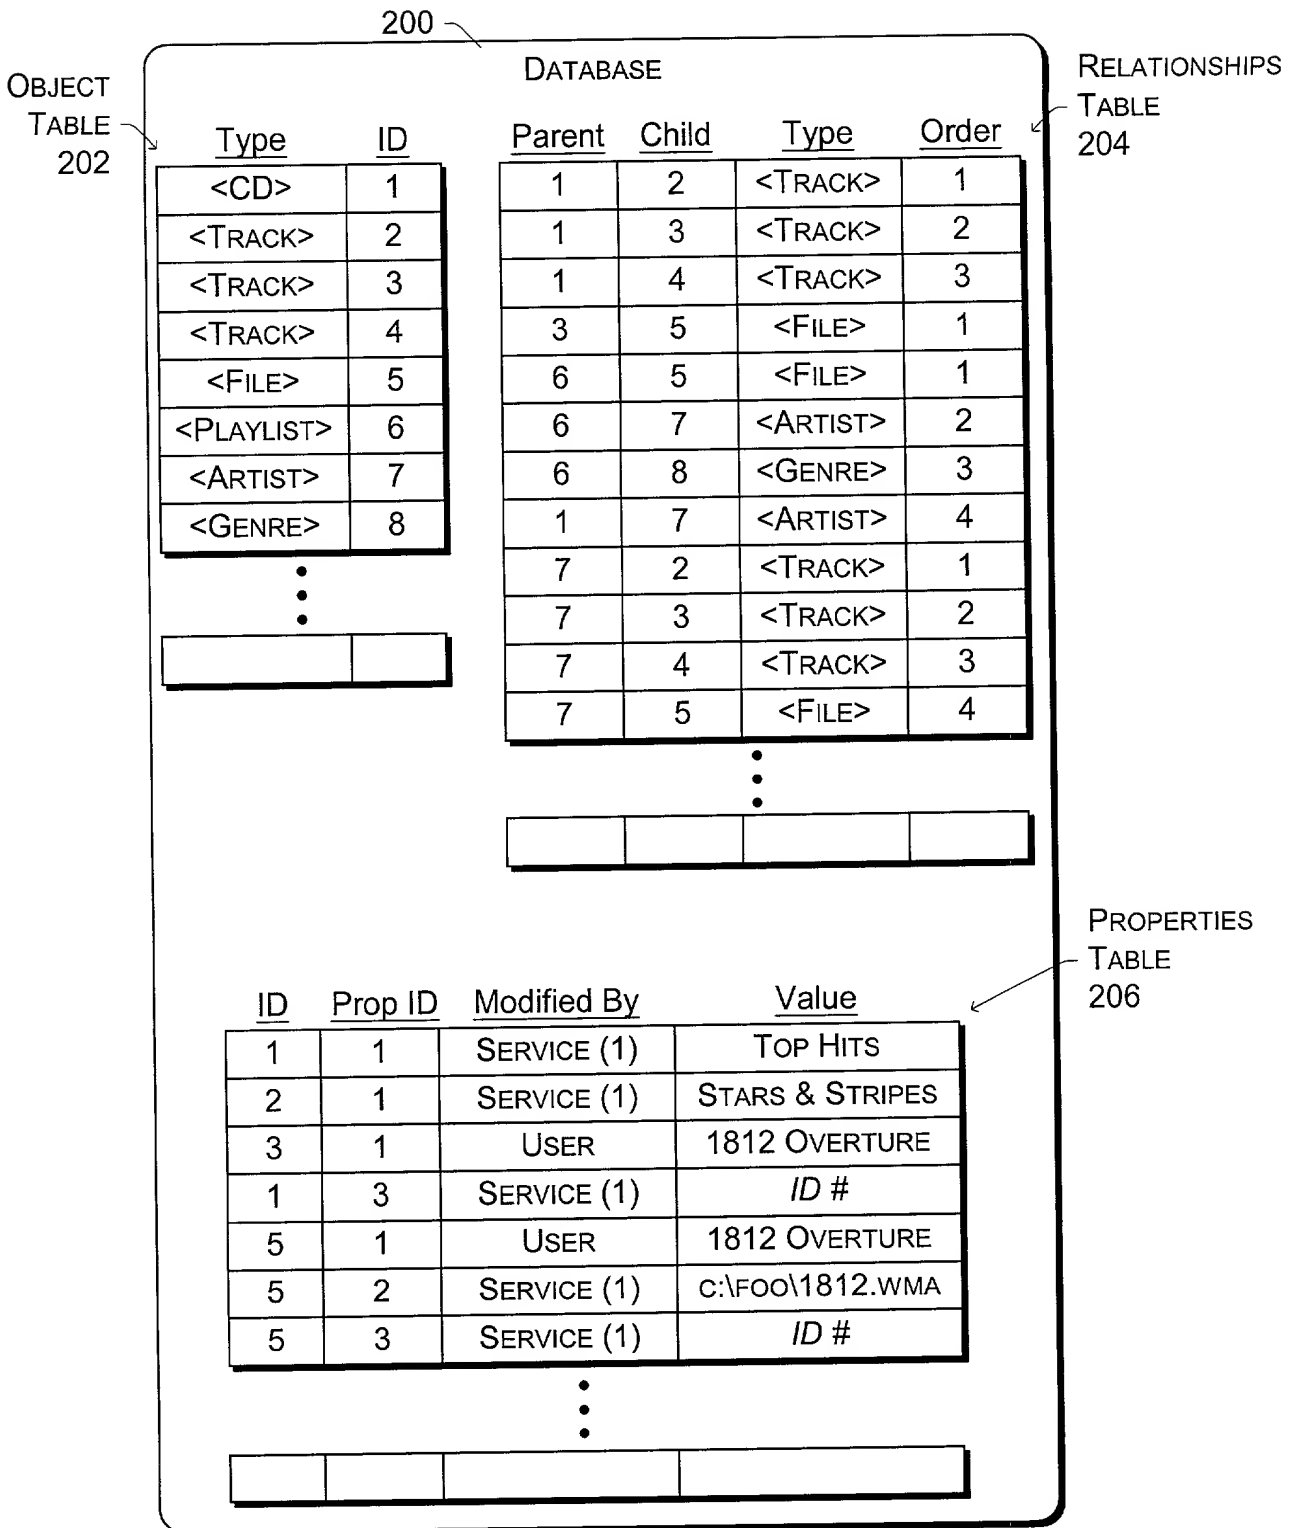 200
DATABASE
OBJECT
TABLE
202
RELATIONSHIPS
TABLE
204
Type ID
<CD> 1
<TRACK> 2
<TRACK> 3
<TRACK> 4
<FILE> 5
<PLAYLIST> 6
<ARTIST> 7
<GENRE> 8
Parent Child Type Order
1 2 <TRACK> 1
1 3 <TRACK> 2
1 4 <TRACK> 3
3 5 <FILE> 1
6 5 <FILE> 1
6 7 <ARTIST> 2
6 8 <GENRE> 3
1 7 <ARTIST> 4
7 2 <TRACK> 1
7 3 <TRACK> 2
7 4 <TRACK> 3
7 5 <FILE> 4
PROPERTIES
TABLE
206
ID Prop ID Modified By Value
1 1 SERVICE (1) TOP HITS
2 1 SERVICE (1) STARS & STRIPES
3 1 USER 1812 OVERTURE
1 3 SERVICE (1) ID #
5 1 USER 1812 OVERTURE
5 2 SERVICE (1) C:\FOO\1812.WMA
5 3 SERVICE (1) ID #